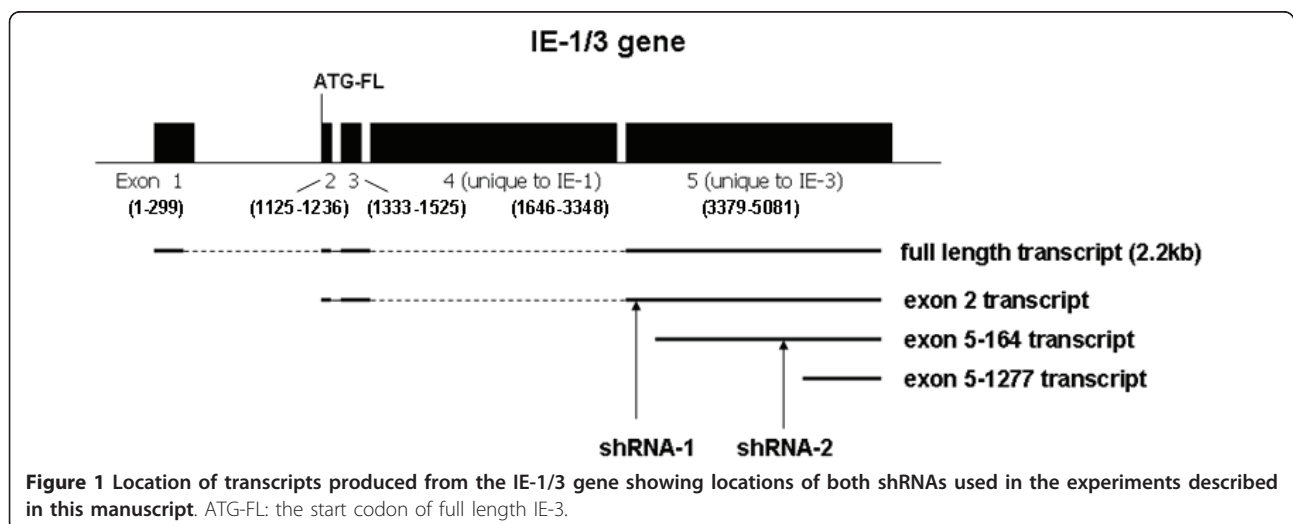 IE-1/3 gene
ATG-FL
Exon 1 2 3 4 (unique to IE-1) 5 (unique to IE-3)
(1-299) (1125-1236) (1333-1525) (1646-3348) (3379-5081)
full length transcript (2.2kb)
exon 2 transcript
exon 5-164 transcript
exon 5-1277 transcript
shRNA-1 shRNA-2
Figure 1 Location of transcripts produced from the IE-1/3 gene showing locations of both shRNAs used in the experiments described
in this manuscript. ATG-FL: the start codon of full length IE-3.